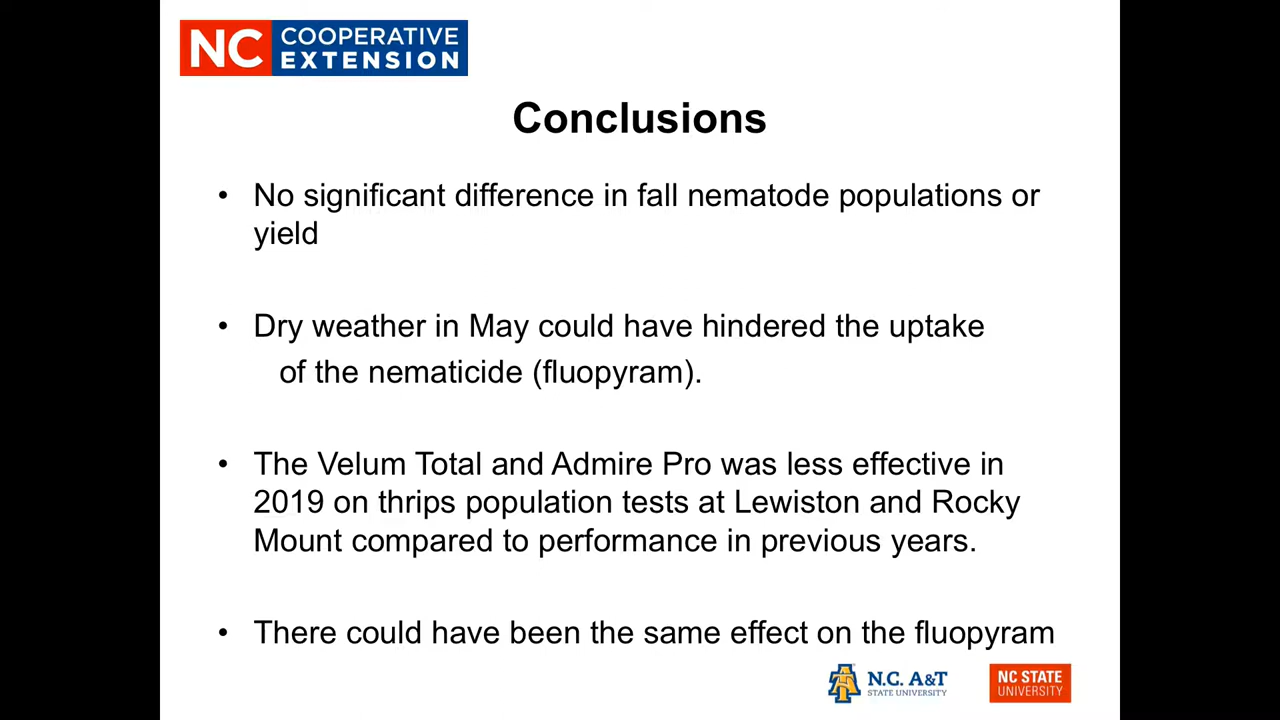 NC COOPERATIVE
EXTENSION
Conclusions
• No significant difference in fall nematode populations or
yield
• Dry weather in May could have hindered the uptake
of the nematicide (fluopyram).
• The Velum Total and Admire Pro was less effective in
2019 on thrips population tests at Lewiston and Rocky
Mount compared to performance in previous years.
• There could have been the same effect on the fluopyram
N.C. A&T
STATE UNIVERSITY
NC STATE
UNIVERSITY